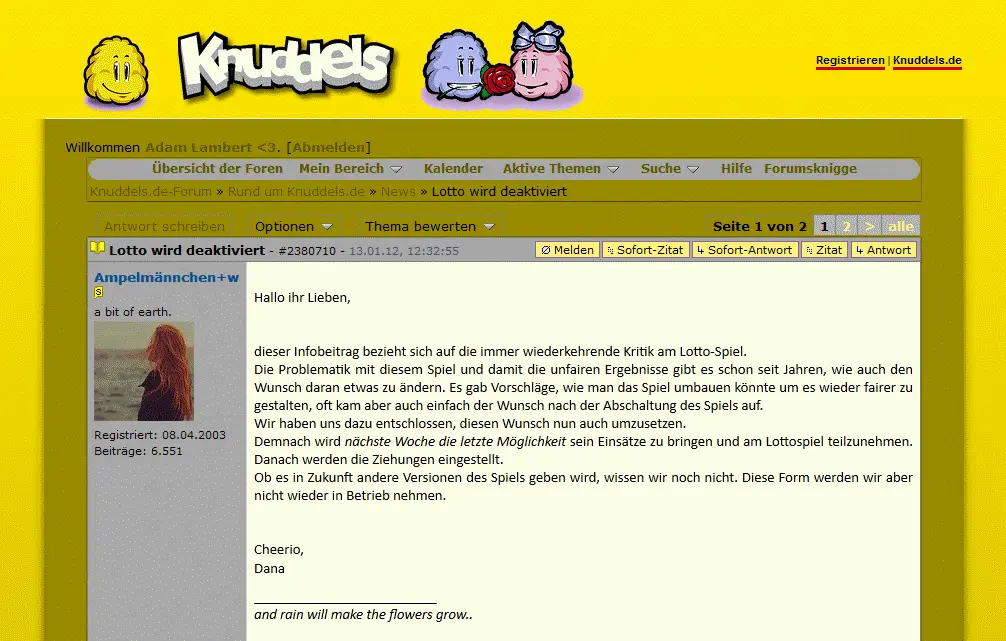 Knuddels
Registrieren | Knuddels.de
Willkommen Adam Lambert <3. [Abmelden]
Übersicht der Foren Mein Bereich Kalender Aktive Themen Suche Hilfe Forumsknigge
Knuddels.de-Forum » Rund um Knuddels.de » News » Lotto wird deaktiviert
Antwort schreiben Optionen Thema bewerten Seite 1 von 2 1 2 > alle
Lotto wird deaktiviert - #2380710 - 13.01.12, 12:32:55 Melden Sofort-Zitat Sofort-Antwort Zitat Antwort
Ampelmännchen+w
S
a bit of earth.
Registriert: 08.04.2003
Beiträge: 6.551
Hallo ihr Lieben,
dieser Infobeitrag bezieht sich auf die immer wiederkehrende Kritik am Lotto-Spiel.
Die Problematik mit diesem Spiel und damit die unfairen Ergebnisse gibt es schon seit Jahren, wie auch den
Wunsch daran etwas zu ändern. Es gab Vorschläge, wie man das Spiel umbauen könnte um es wieder fairer zu
gestalten, oft kam aber auch einfach der Wunsch nach der Abschaltung des Spiels auf.
Wir haben uns dazu entschlossen, diesen Wunsch nun auch umzusetzen.
Demnach wird nächste Woche die letzte Möglichkeit sein Einsätze zu bringen und am Lottospiel teilzunehmen.
Danach werden die Ziehungen eingestellt.
Ob es in Zukunft andere Versionen des Spiels geben wird, wissen wir noch nicht. Diese Form werden wir aber
nicht wieder in Betrieb nehmen.
Cheerio,
Dana
and rain will make the flowers grow..